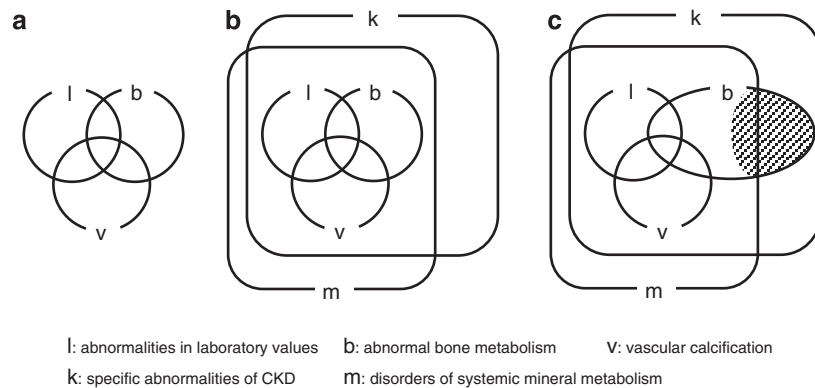 a
l
b
v
b
k
l
b
v
m
c
k
l
b
v
m
l: abnormalities in laboratory values b: abnormal bone metabolism v: vascular calcification
k: specific abnormalities of CKD m: disorders of systemic mineral metabolism